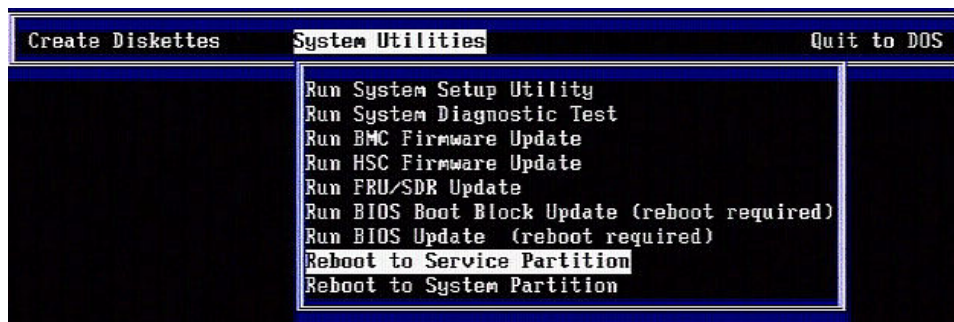 Create Diskettes System Utilities Quit to DOS
Run System Setup Utility
Run System Diagnostic Test
Run BMC Firmware Update
Run HSC Firmware Update
Run FRU/SDR Update
Run BIOS Boot Block Update (reboot required)
Run BIOS Update (reboot required)
Reboot to Service Partition
Reboot to System Partition